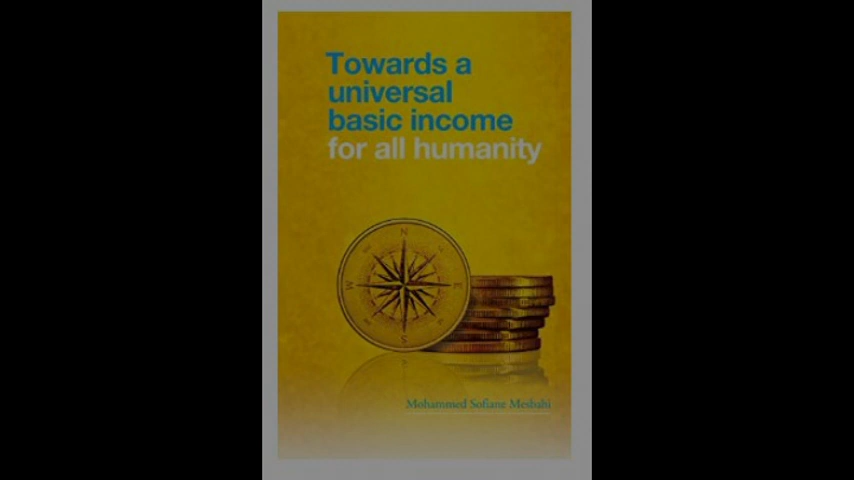 Towards a
universal
basic income
for all humanity
N
E
S
Mohammed Sofiane Mesbahi